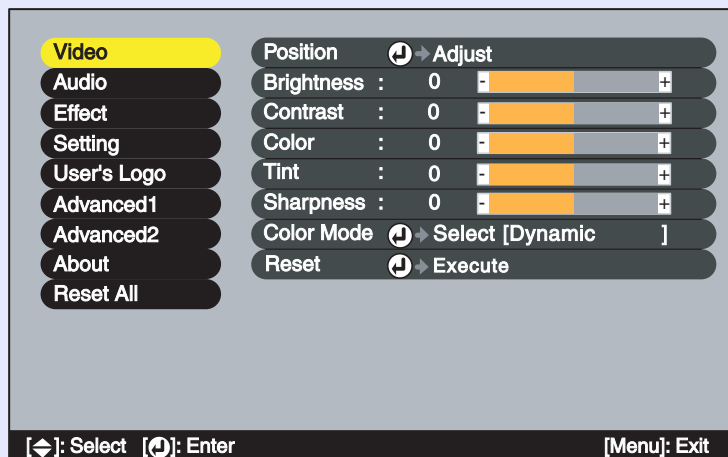 Video
Audio
Effect
Setting
User's Logo
Advanced1
Advanced2
About
Reset All
Position Adjust
Brightness : 0 - +
Contrast : 0 - +
Color : 0 - +
Tint : 0 - +
Sharpness : 0 - +
Color Mode Select [Dynamic ]
Reset Execute
[ ]: Select [ ]: Enter [Menu]: Exit